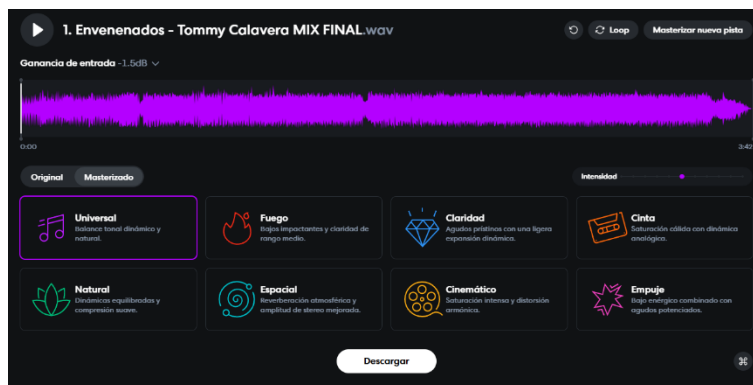 1. Envenenados - Tommy Calavera MIX FINAL.wav
Loop
Masterizar nueva pista
Ganancia de entrada -1.5dB
0:00
3:42
Original
Masterizado
Intensidad
Universal
Balance tonal dinámico y
natural.
Fuego
Bajos impactantes y claridad de
rango medio.
Claridad
Agudos prístinos con una ligera
expansión dinámica.
Cinta
Saturación cálida con dinámica
analógica.
Natural
Dinámicas equilibradas y
compresión suave.
Espacial
Reverberación atmosférica y
amplitud de stereo mejorada.
Cinemático
Saturación intensa y distorsión
armónica.
Empuje
Bajo enérgico combinado con
agudos potenciados.
Descargar